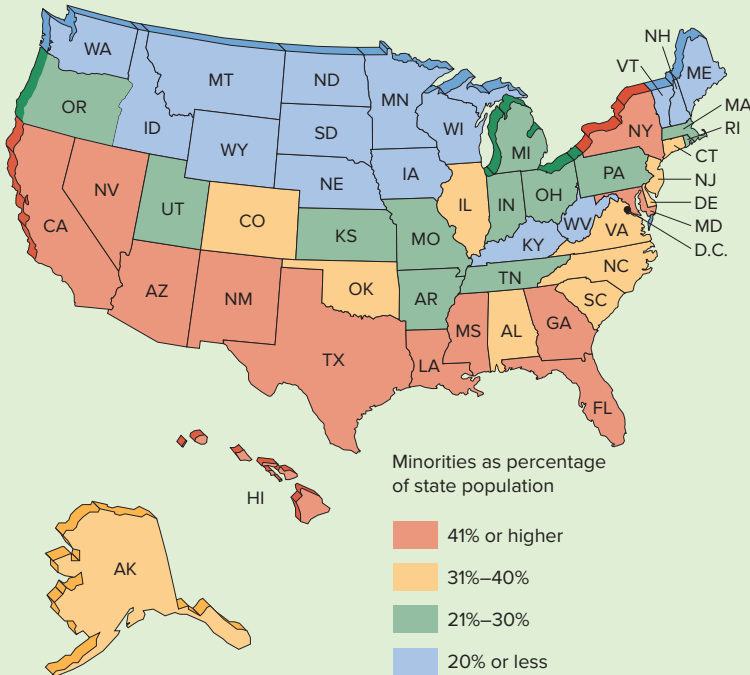 NH
WA
VT
ME
MT
ND
MN
OR
MA
ID
SD
WI
NY
RI
WY
MI
CT
IA
PA
NE
NJ
NV
OH
IL
IN
DE
UT
CO
WV
CA
MD
KS
MO
VA
KY
D.C.
NC
TN
OK
AZ
NM
AR
SC
MS
AL
GA
TX
LA
FL
Minorities as percentage
of state population
HI
41% or higher
AK
31%–40%
21%–30%
20% or less